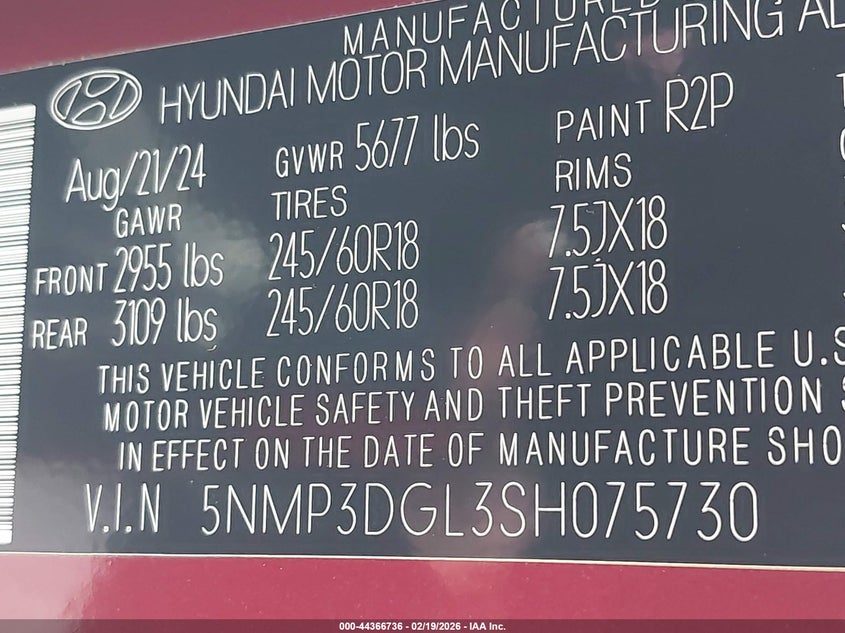 MANUFACTURED
HYUNDAI MOTOR MANUFACTURING AL
Aug/21/24 GVWR 5677 lbs PAINT R2P
GAWR TIRES RIMS
FRONT 2955 lbs 245/60R18 7.5JX18
REAR 3109 lbs 245/60R18 7.5JX18
THIS VEHICLE CONFORMS TO ALL APPLICABLE U.S
MOTOR VEHICLE SAFETY AND THEFT PREVENTION S
IN EFFECT ON THE DATE OF MANUFACTURE SHO
V.I.N 5NMP3DGL3SH075730
000-44366736 - 02/19/2026 - IAA Inc.